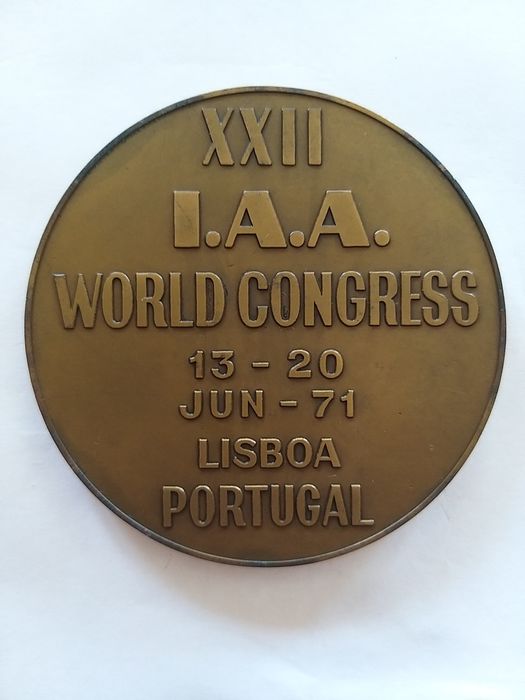 XXII
I.A.A.
WORLD CONGRESS
13 - 20
JUN - 71
LISBOA
PORTUGAL